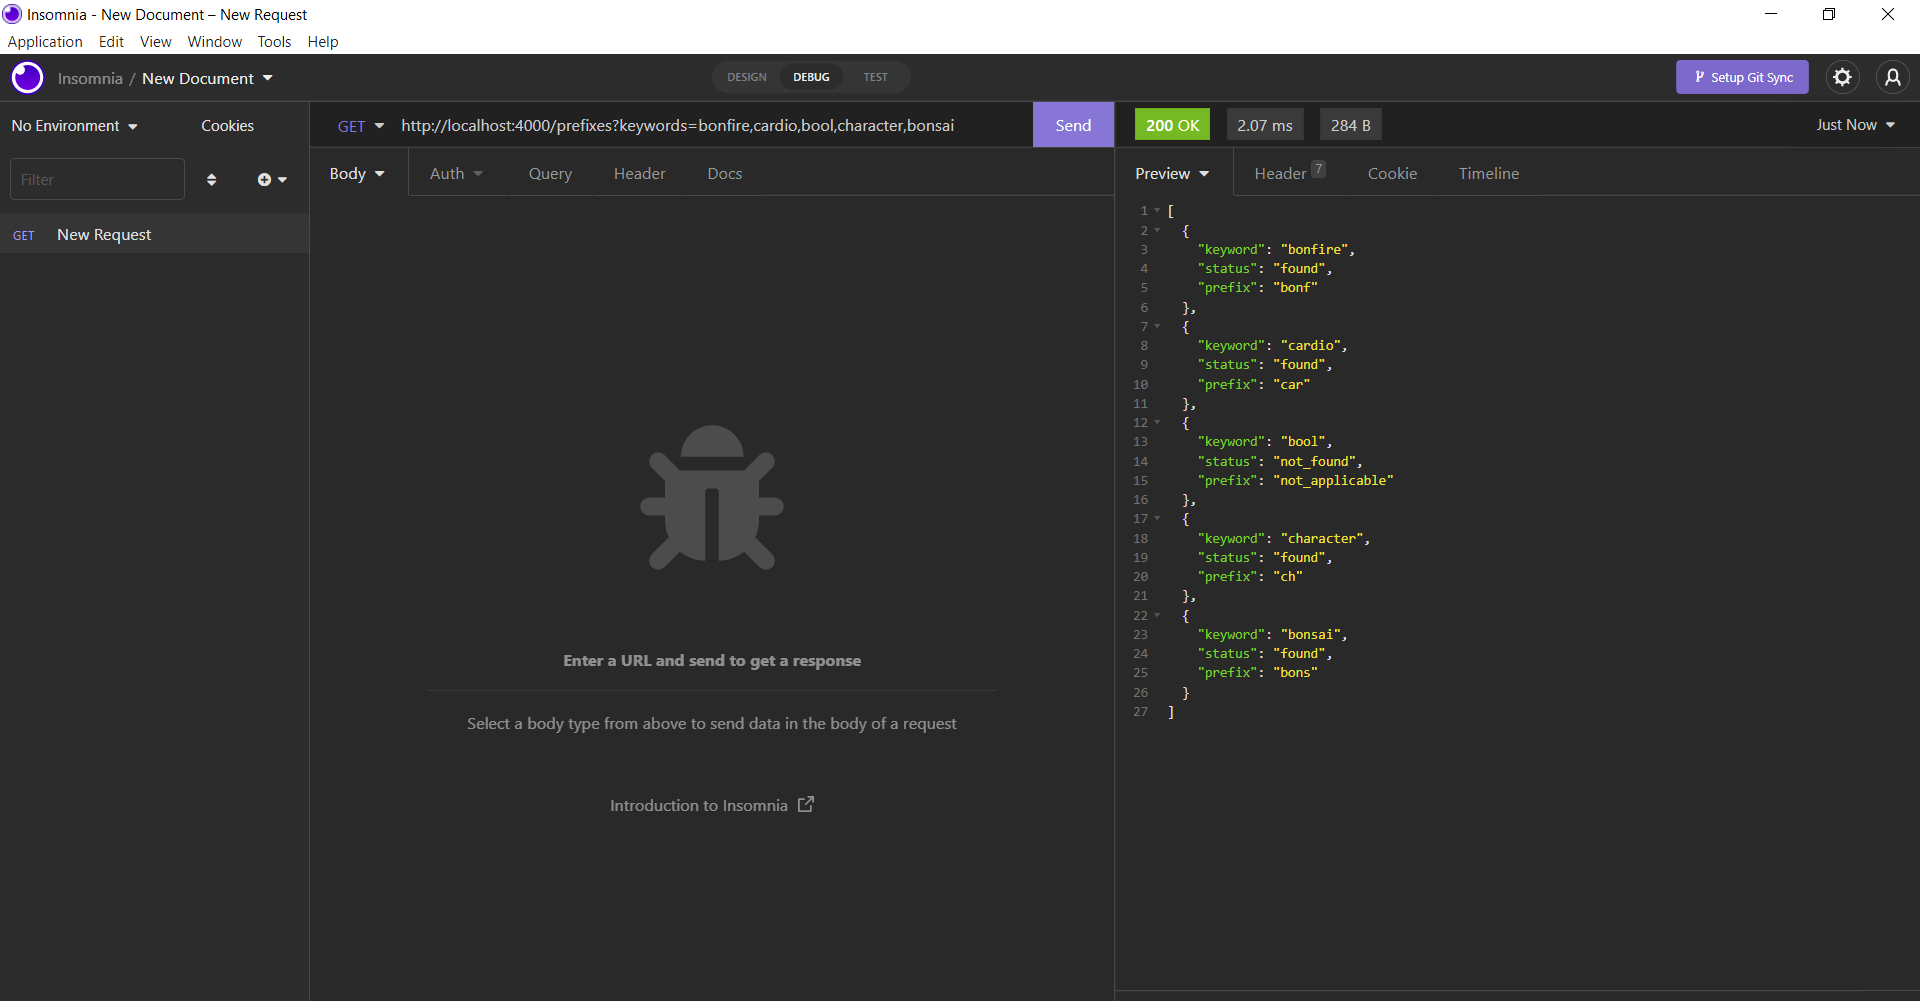 Insomnia - New Document – New Request
Application Edit View Window Tools Help
Insomnia / New Document
DESIGN DEBUG TEST
Setup Git Sync
No Environment Cookies
GET http://localhost:4000/prefixes?keywords=bonfire,cardio,bool,character,bonsai Send
200 OK 2.07 ms 284 B Just Now
Filter
GET New Request
Body Auth Query Header Docs
Enter a URL and send to get a response
Select a body type from above to send data in the body of a request
Introduction to Insomnia
Preview Header 7 Cookie Timeline
1 [
2 {
3 "keyword": "bonfire",
4 "status": "found",
5 "prefix": "bonf"
6 },
7 {
8 "keyword": "cardio",
9 "status": "found",
10 "prefix": "car"
11 },
12 {
13 "keyword": "bool",
14 "status": "not_found",
15 "prefix": "not_applicable"
16 },
17 {
18 "keyword": "character",
19 "status": "found",
20 "prefix": "ch"
21 },
22 {
23 "keyword": "bonsai",
24 "status": "found",
25 "prefix": "bons"
26 }
27 ]